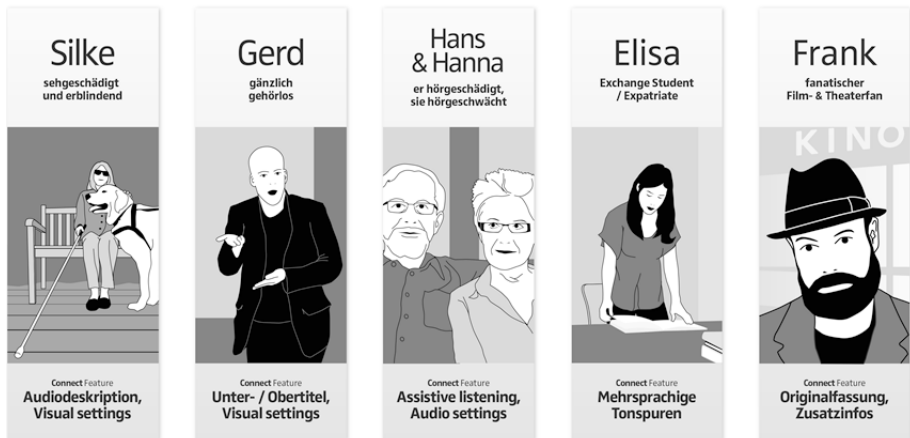 Silke
sehgeschädigt
und erblindend
Connect Feature
Audiodeskription,
Visual settings
Gerd
gänzlich
gehörlos
Connect Feature
Unter- / Obertitel,
Visual settings
Hans
& Hanna
er hörgeschädigt,
sie hörgeschwächt
Connect Feature
Assistive listening,
Audio settings
Elisa
Exchange Student
/ Expatriate
Connect Feature
Mehrsprachige
Tonspuren
Frank
fanatischer
Film- & Theaterfan
KINO
Connect Feature
Originalfassung,
Zusatzinfos